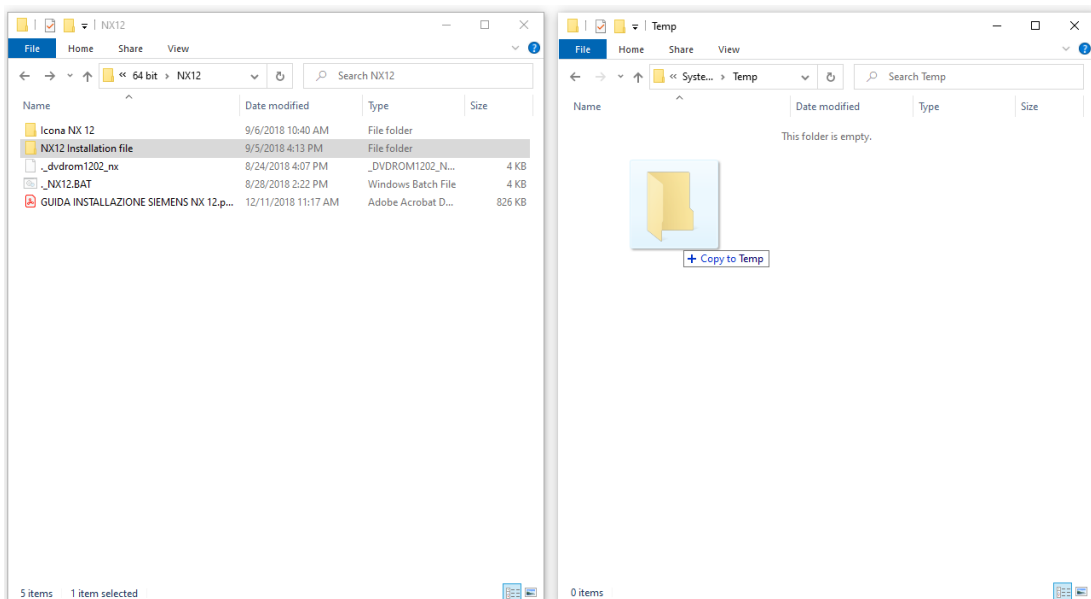 NX12
File Home Share View
« 64 bit › NX12
Search NX12
Name Date modified Type Size
Icona NX 12 9/6/2018 10:40 AM File folder
NX12 Installation file 9/5/2018 4:13 PM File folder
._dvdrom1202_nx 8/24/2018 4:07 PM _DVDROM1202_N... 4 KB
._NX12.BAT 8/28/2018 2:22 PM Windows Batch File 4 KB
GUIDA INSTALLAZIONE SIEMENS NX 12.p... 12/11/2018 11:17 AM Adobe Acrobat D... 826 KB
5 items 1 item selected
Temp
File Home Share View
« Syste... › Temp
Search Temp
Name Date modified Type Size
This folder is empty.
+ Copy to Temp
0 items